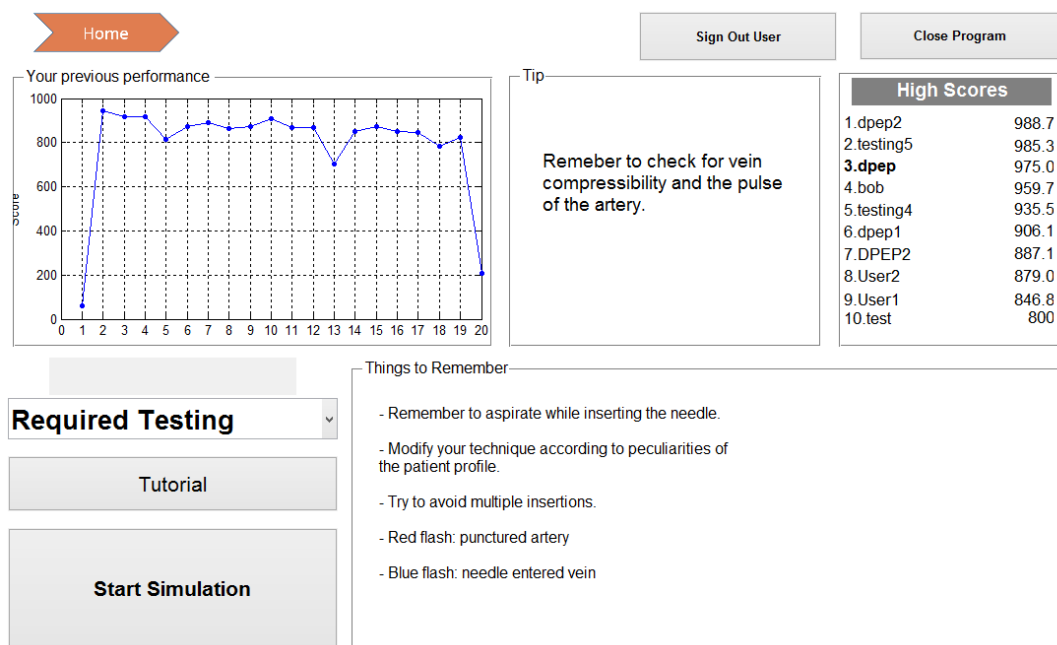 Home
Sign Out User
Close Program
Your previous performance
1000
800
600
400
200
0
Score
0 1 2 3 4 5 6 7 8 9 10 11 12 13 14 15 16 17 18 19 20
Tip
Remeber to check for vein
compressibility and the pulse
of the artery.
High Scores
1.dpep2 988.7
2.testing5 985.3
3.dpep 975.0
4.bob 959.7
5.testing4 935.5
6.dpep1 906.1
7.DPEP2 887.1
8.User2 879.0
9.User1 846.8
10.test 800
Required Testing
Tutorial
Start Simulation
Things to Remember
- Remember to aspirate while inserting the needle.
- Modify your technique according to peculiarities of
the patient profile.
- Try to avoid multiple insertions.
- Red flash: punctured artery
- Blue flash: needle entered vein